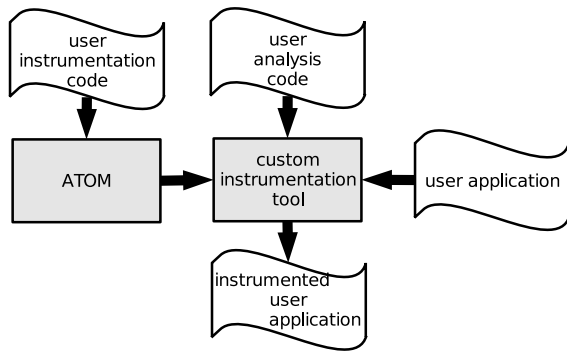 user
instrumentation
code
user
analysis
code
ATOM
custom
instrumentation
tool
user application
instrumented
user
application